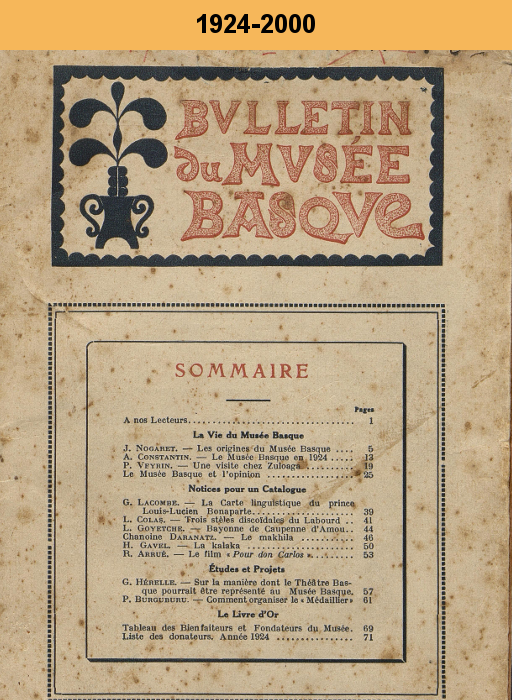 1924-2000
BVLLETIN
du MVSÉE
BASQVE
SOMMAIRE
Pages
A nos Lecteurs. 1
La Vie du Musée Basque
J. NOGARET. — Les origines du Musée Basque .... 5
A. CONSTANTIN. — Le Musée Basque en 1924 ..... 13
P. VEYRIN. — Une visite chez Zuloaga ........ 19
Le Musée Basque et l'opinion ............... 25
Notices pour un Catalogue
G. LACOMBE. — La Carte linguistique du prince
Louis-Lucien Bonaparte. 39
L. COLAS. — Trois stèles discoïdales du Labourd .. 41
L. GOYETCHE. — Bayonne de Caupenne d'Amou.. 44
Chanoine DARANATZ. — Le makhila ...... 46
H. GAVEL. — La kalaka ............... 50
R. ARBUÉ. — Le film « Pour don Carlos ». ..... 53
Études et Projets
G. HÉRELLE. — Sur la manière dont le Théâtre Bas-
que pourrait être représenté au Musée Basque. 57
P. BURGUBURU. — Comment organiser le « Médaillier » 61
Le Livre d'Or
Tableau des Bienfaiteurs et Fondateurs du Musée. 69
Liste des donateurs. Année 1924 ............... 71